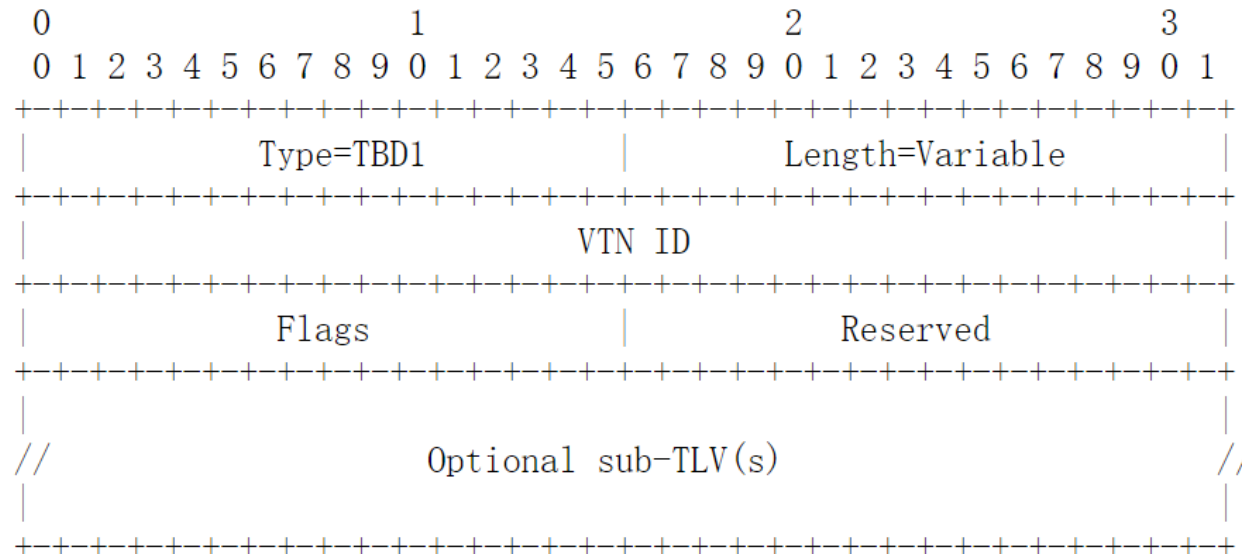 0                   1                   2                   3
0 1 2 3 4 5 6 7 8 9 0 1 2 3 4 5 6 7 8 9 0 1 2 3 4 5 6 7 8 9 0 1
+-+-+-+-+-+-+-+-+-+-+-+-+-+-+-+-+-+-+-+-+-+-+-+-+-+-+-+-+-+-+-+-+
|            Type=TBD1           |        Length=Variable        |
+-+-+-+-+-+-+-+-+-+-+-+-+-+-+-+-+-+-+-+-+-+-+-+-+-+-+-+-+-+-+-+-+
|                             VTN ID                            |
+-+-+-+-+-+-+-+-+-+-+-+-+-+-+-+-+-+-+-+-+-+-+-+-+-+-+-+-+-+-+-+-+
|             Flags             |           Reserved            |
+-+-+-+-+-+-+-+-+-+-+-+-+-+-+-+-+-+-+-+-+-+-+-+-+-+-+-+-+-+-+-+-+
|                                                               |
//                    Optional sub-TLV(s)                       //
|                                                               |
+-+-+-+-+-+-+-+-+-+-+-+-+-+-+-+-+-+-+-+-+-+-+-+-+-+-+-+-+-+-+-+-+